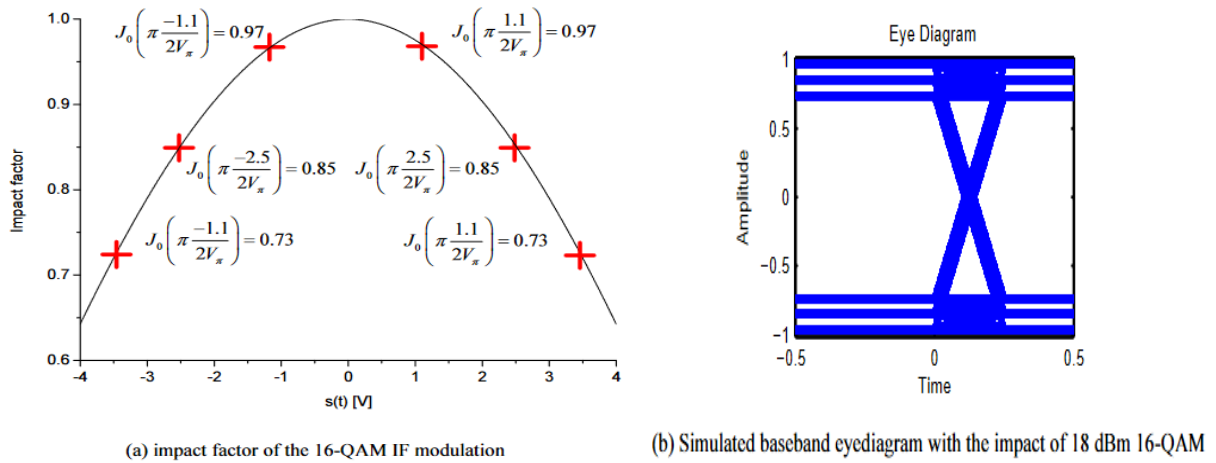 1.0
0.9
0.8
0.7
0.6
Impact factor
J₀(π −1.1/2Vπ) = 0.97
J₀(π 1.1/2Vπ) = 0.97
J₀(π −2.5/2Vπ) = 0.85
J₀(π 2.5/2Vπ) = 0.85
J₀(π −1.1/2Vπ) = 0.73
J₀(π 1.1/2Vπ) = 0.73
-4 -3 -2 -1 0 1 2 3 4
s(t) [V]
(a) impact factor of the 16-QAM IF modulation
Eye Diagram
1
0.5
0
−0.5
−1
Amplitude
−0.5 0 0.5
Time
(b) Simulated baseband eyediagram with the impact of 18 dBm 16-QAM